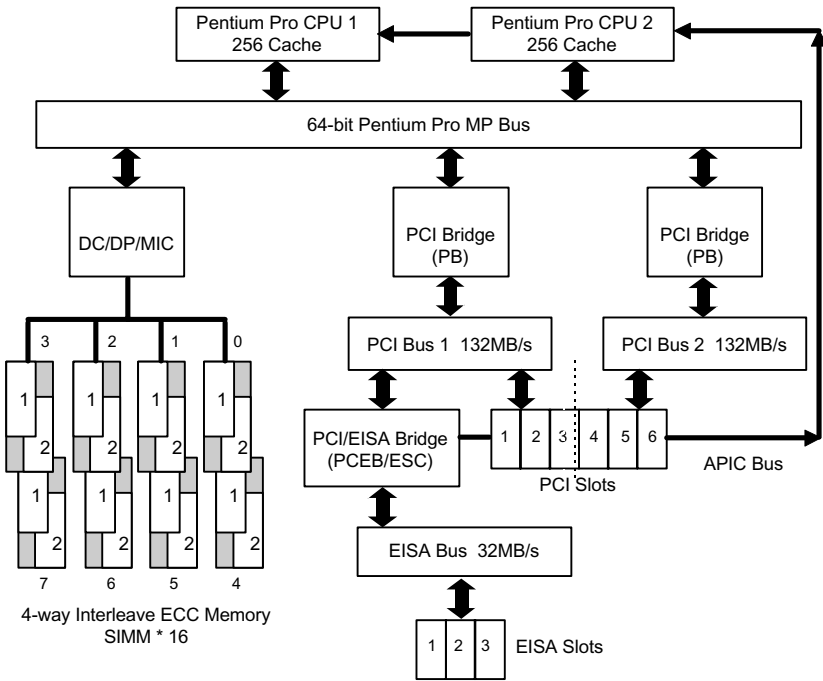 Pentium Pro CPU 1
256 Cache
Pentium Pro CPU 2
256 Cache
64-bit Pentium Pro MP Bus
DC/DP/MIC
PCI Bridge
(PB)
PCI Bridge
(PB)
3 2 1 0
PCI Bus 1 132MB/s
PCI Bus 2 132MB/s
1 1 1 1
2 2 2 2
PCI/EISA Bridge
(PCEB/ESC)
1 2 3 4 5 6
PCI Slots
APIC Bus
1 1 1 1
2 2 2 2
7 6 5 4
EISA Bus 32MB/s
4-way Interleave ECC Memory
SIMM * 16
1 2 3
EISA Slots